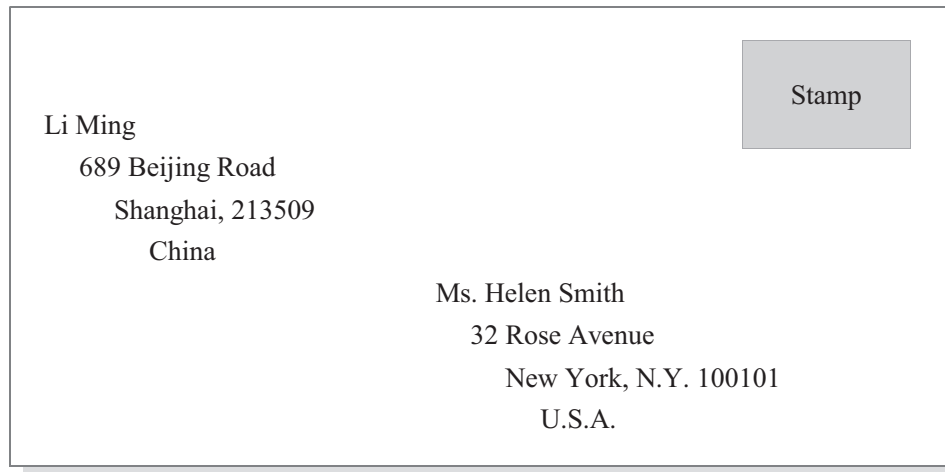 Stamp
Li Ming
689 Beijing Road
Shanghai, 213509
China
Ms. Helen Smith
32 Rose Avenue
New York, N.Y. 100101
U.S.A.